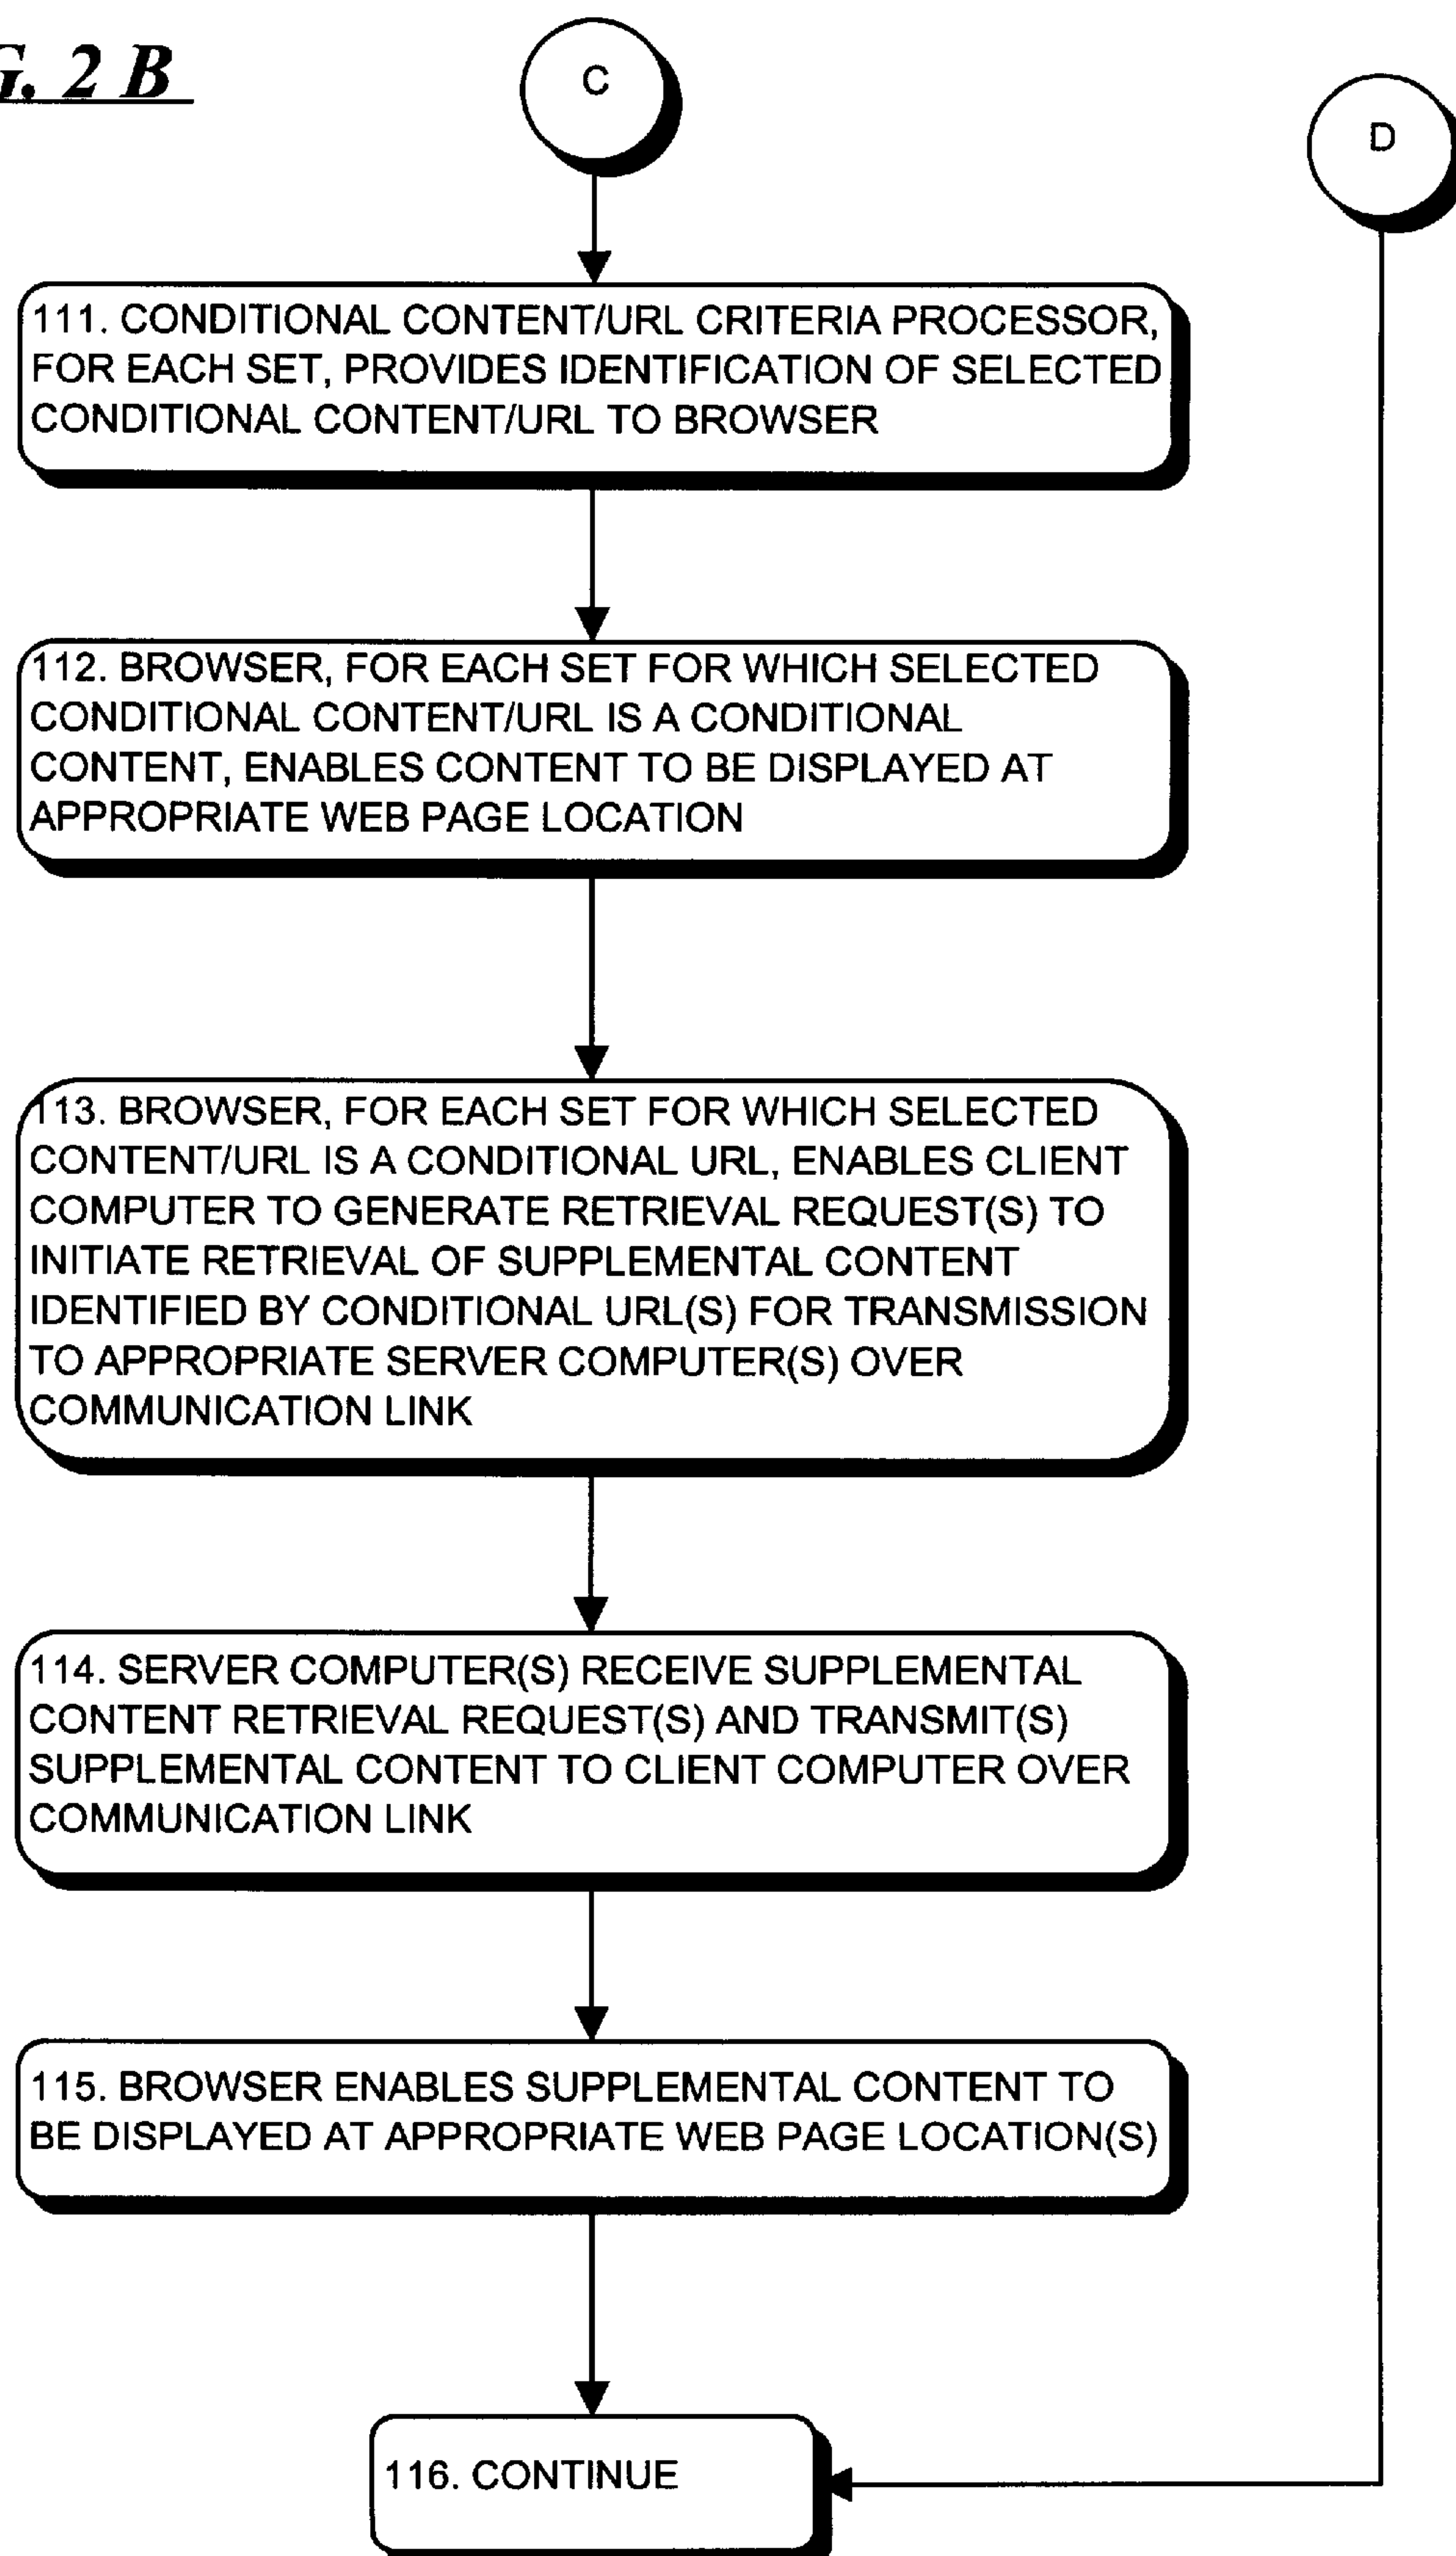 G. 2 B
C
D
111. CONDITIONAL CONTENT/URL CRITERIA PROCESSOR,
FOR EACH SET, PROVIDES IDENTIFICATION OF SELECTED
CONDITIONAL CONTENT/URL TO BROWSER
112. BROWSER, FOR EACH SET FOR WHICH SELECTED
CONDITIONAL CONTENT/URL IS A CONDITIONAL
CONTENT, ENABLES CONTENT TO BE DISPLAYED AT
APPROPRIATE WEB PAGE LOCATION
113. BROWSER, FOR EACH SET FOR WHICH SELECTED
CONTENT/URL IS A CONDITIONAL URL, ENABLES CLIENT
COMPUTER TO GENERATE RETRIEVAL REQUEST(S) TO
INITIATE RETRIEVAL OF SUPPLEMENTAL CONTENT
IDENTIFIED BY CONDITIONAL URL(S) FOR TRANSMISSION
TO APPROPRIATE SERVER COMPUTER(S) OVER
COMMUNICATION LINK
114. SERVER COMPUTER(S) RECEIVE SUPPLEMENTAL
CONTENT RETRIEVAL REQUEST(S) AND TRANSMIT(S)
SUPPLEMENTAL CONTENT TO CLIENT COMPUTER OVER
COMMUNICATION LINK
115. BROWSER ENABLES SUPPLEMENTAL CONTENT TO
BE DISPLAYED AT APPROPRIATE WEB PAGE LOCATION(S)
116. CONTINUE